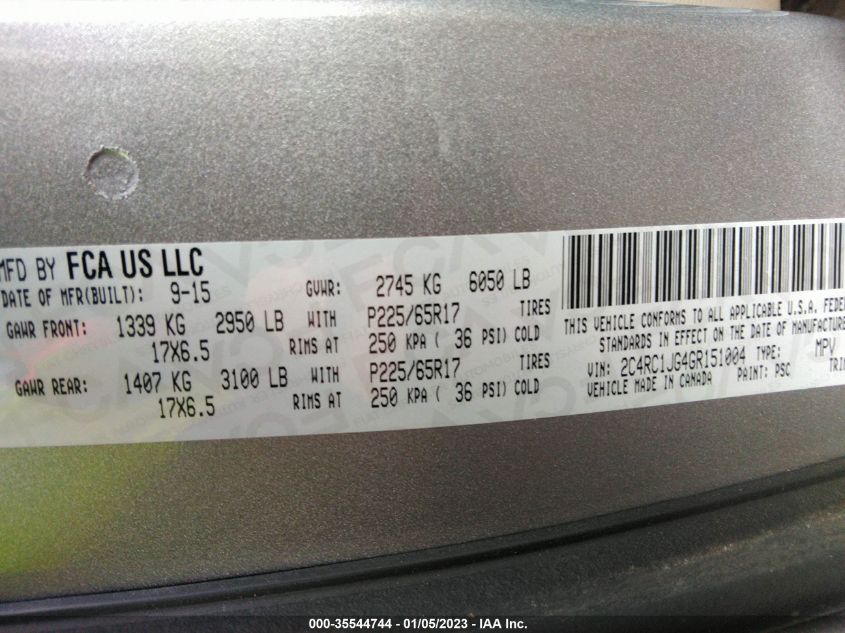 MFD BY FCA US LLC
DATE OF MFR(BUILT): 9-15 GVWR: 2745 KG 6050 LB
GAWR FRONT: 1339 KG 2950 LB WITH P225/65R17 TIRES
17X6.5 RIMS AT 250 KPA ( 36 PSI) COLD
GAWR REAR: 1407 KG 3100 LB WITH P225/65R17 TIRES
17X6.5 RIMS AT 250 KPA ( 36 PSI) COLD
THIS VEHICLE CONFORMS TO ALL APPLICABLE U.S.A. FEDE
STANDARDS IN EFFECT ON THE DATE OF MANUFACTURE
VIN: 2C4RC1JG4GR151004 TYPE: MPV
VEHICLE MADE IN CANADA PAINT: PSC TRI
000-35544744 - 01/05/2023 - IAA Inc.